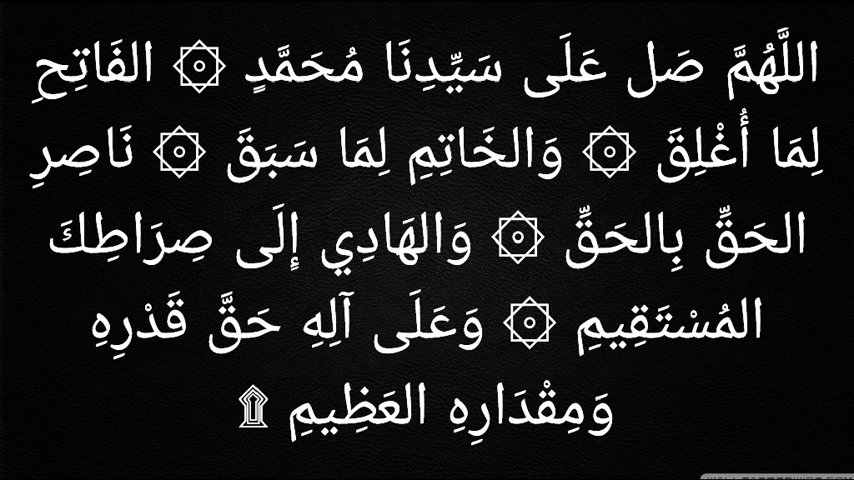 اللَّهُمَّ صَل عَلَى سَيِّدِنَا مُحَمَّدٍ ۞ الفَاتِحِ
لِمَا أُغْلِقَ ۞ وَالخَاتِمِ لِمَا سَبَقَ ۞ نَاصِرِ
الحَقِّ بِالحَقِّ ۞ وَالهَادِي إِلَى صِرَاطِكَ
المُسْتَقِيمِ ۞ وَعَلَى آلِهِ حَقَّ قَدْرِهِ
وَمِقْدَارِهِ العَظِيمِ ۩